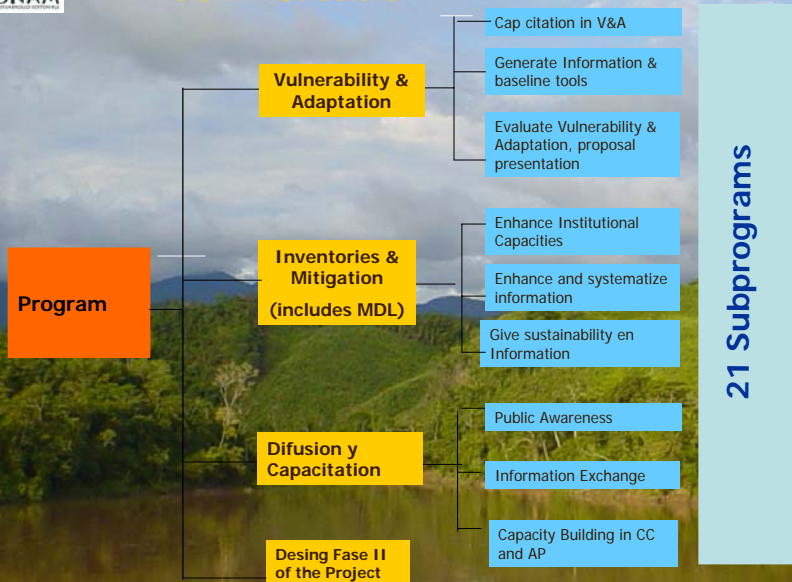 Cap citation in V&A
Vulnerability &
Adaptation
Generate Information &
baseline tools
Evaluate Vulnerability &
Adaptation, proposal
presentation
Program
Inventories &
Mitigation
(includes MDL)
Enhance Institutional
Capacities
Enhance and systematize
information
Give sustainability en
Information
Difusion y
Capacitation
Public Awareness
Information Exchange
Capacity Building in CC
and AP
Desing Fase II
of the Project
21 Subprograms